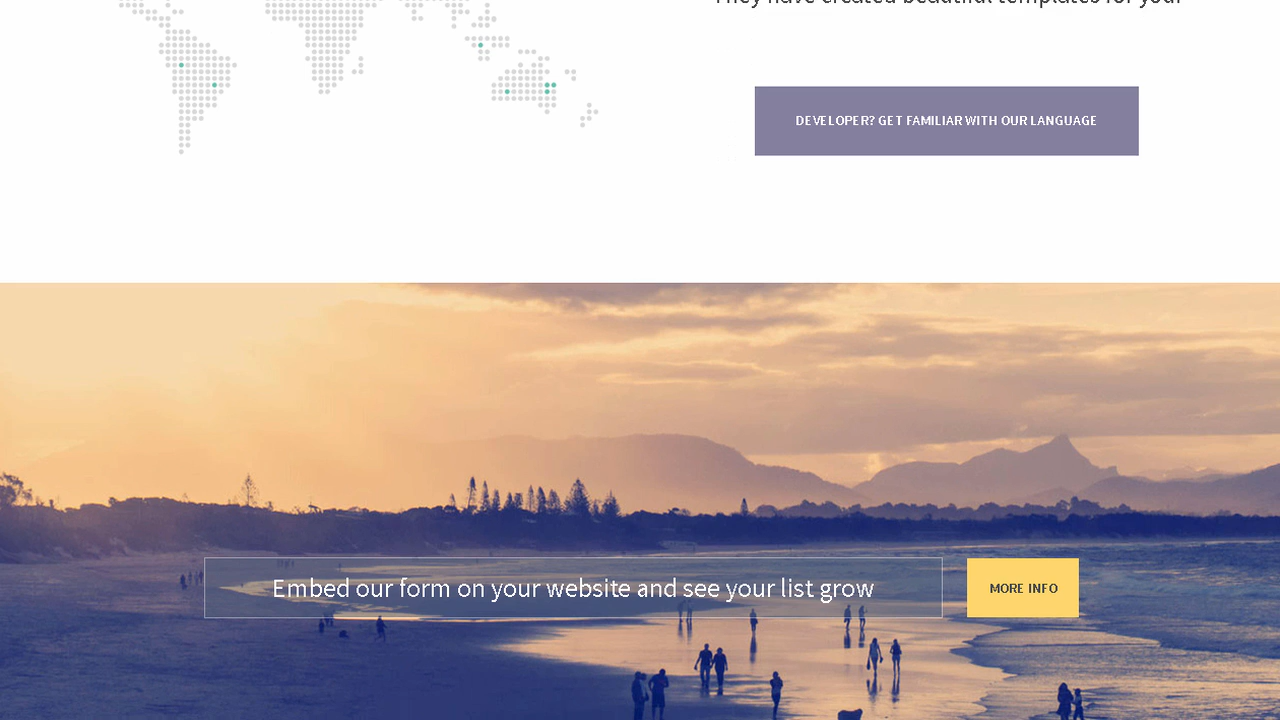 They have created beautiful templates for your
DEVELOPER? GET FAMILIAR WITH OUR LANGUAGE
Embed our form on your website and see your list grow
MORE INFO